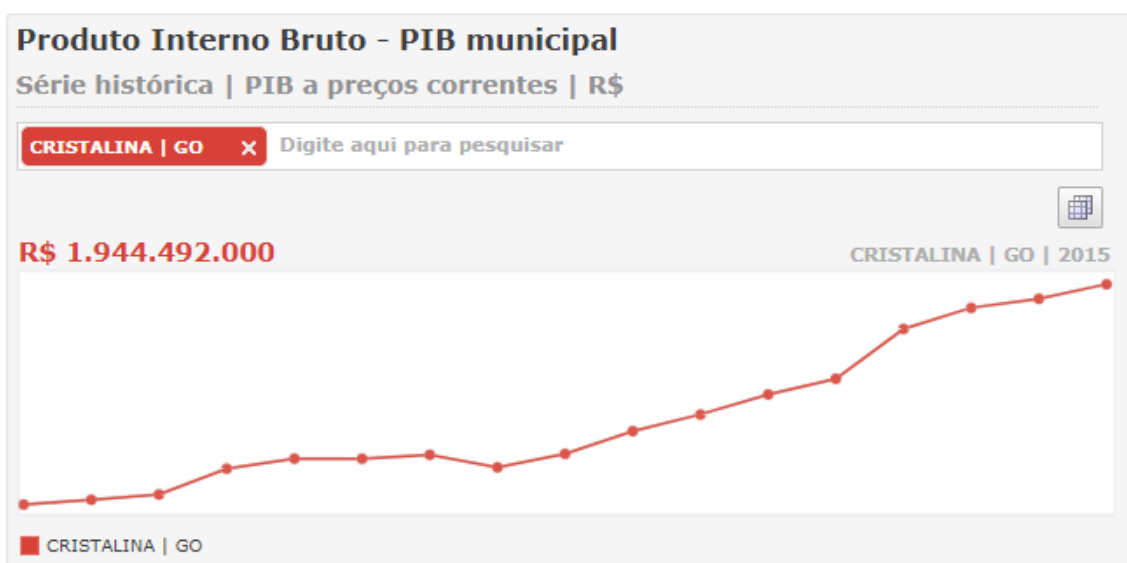 Produto Interno Bruto - PIB municipal
Série histórica | PIB a preços correntes | R$
CRISTALINA | GO × Digite aqui para pesquisar
R$ 1.944.492.000 CRISTALINA | GO | 2015
CRISTALINA | GO